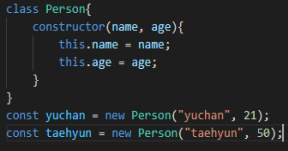 class Person{
    constructor(name, age){
        this.name = name;
        this.age = age;
    }
}
const yuchan = new Person("yuchan", 21);
const taehyun = new Person("taehyun", 50);